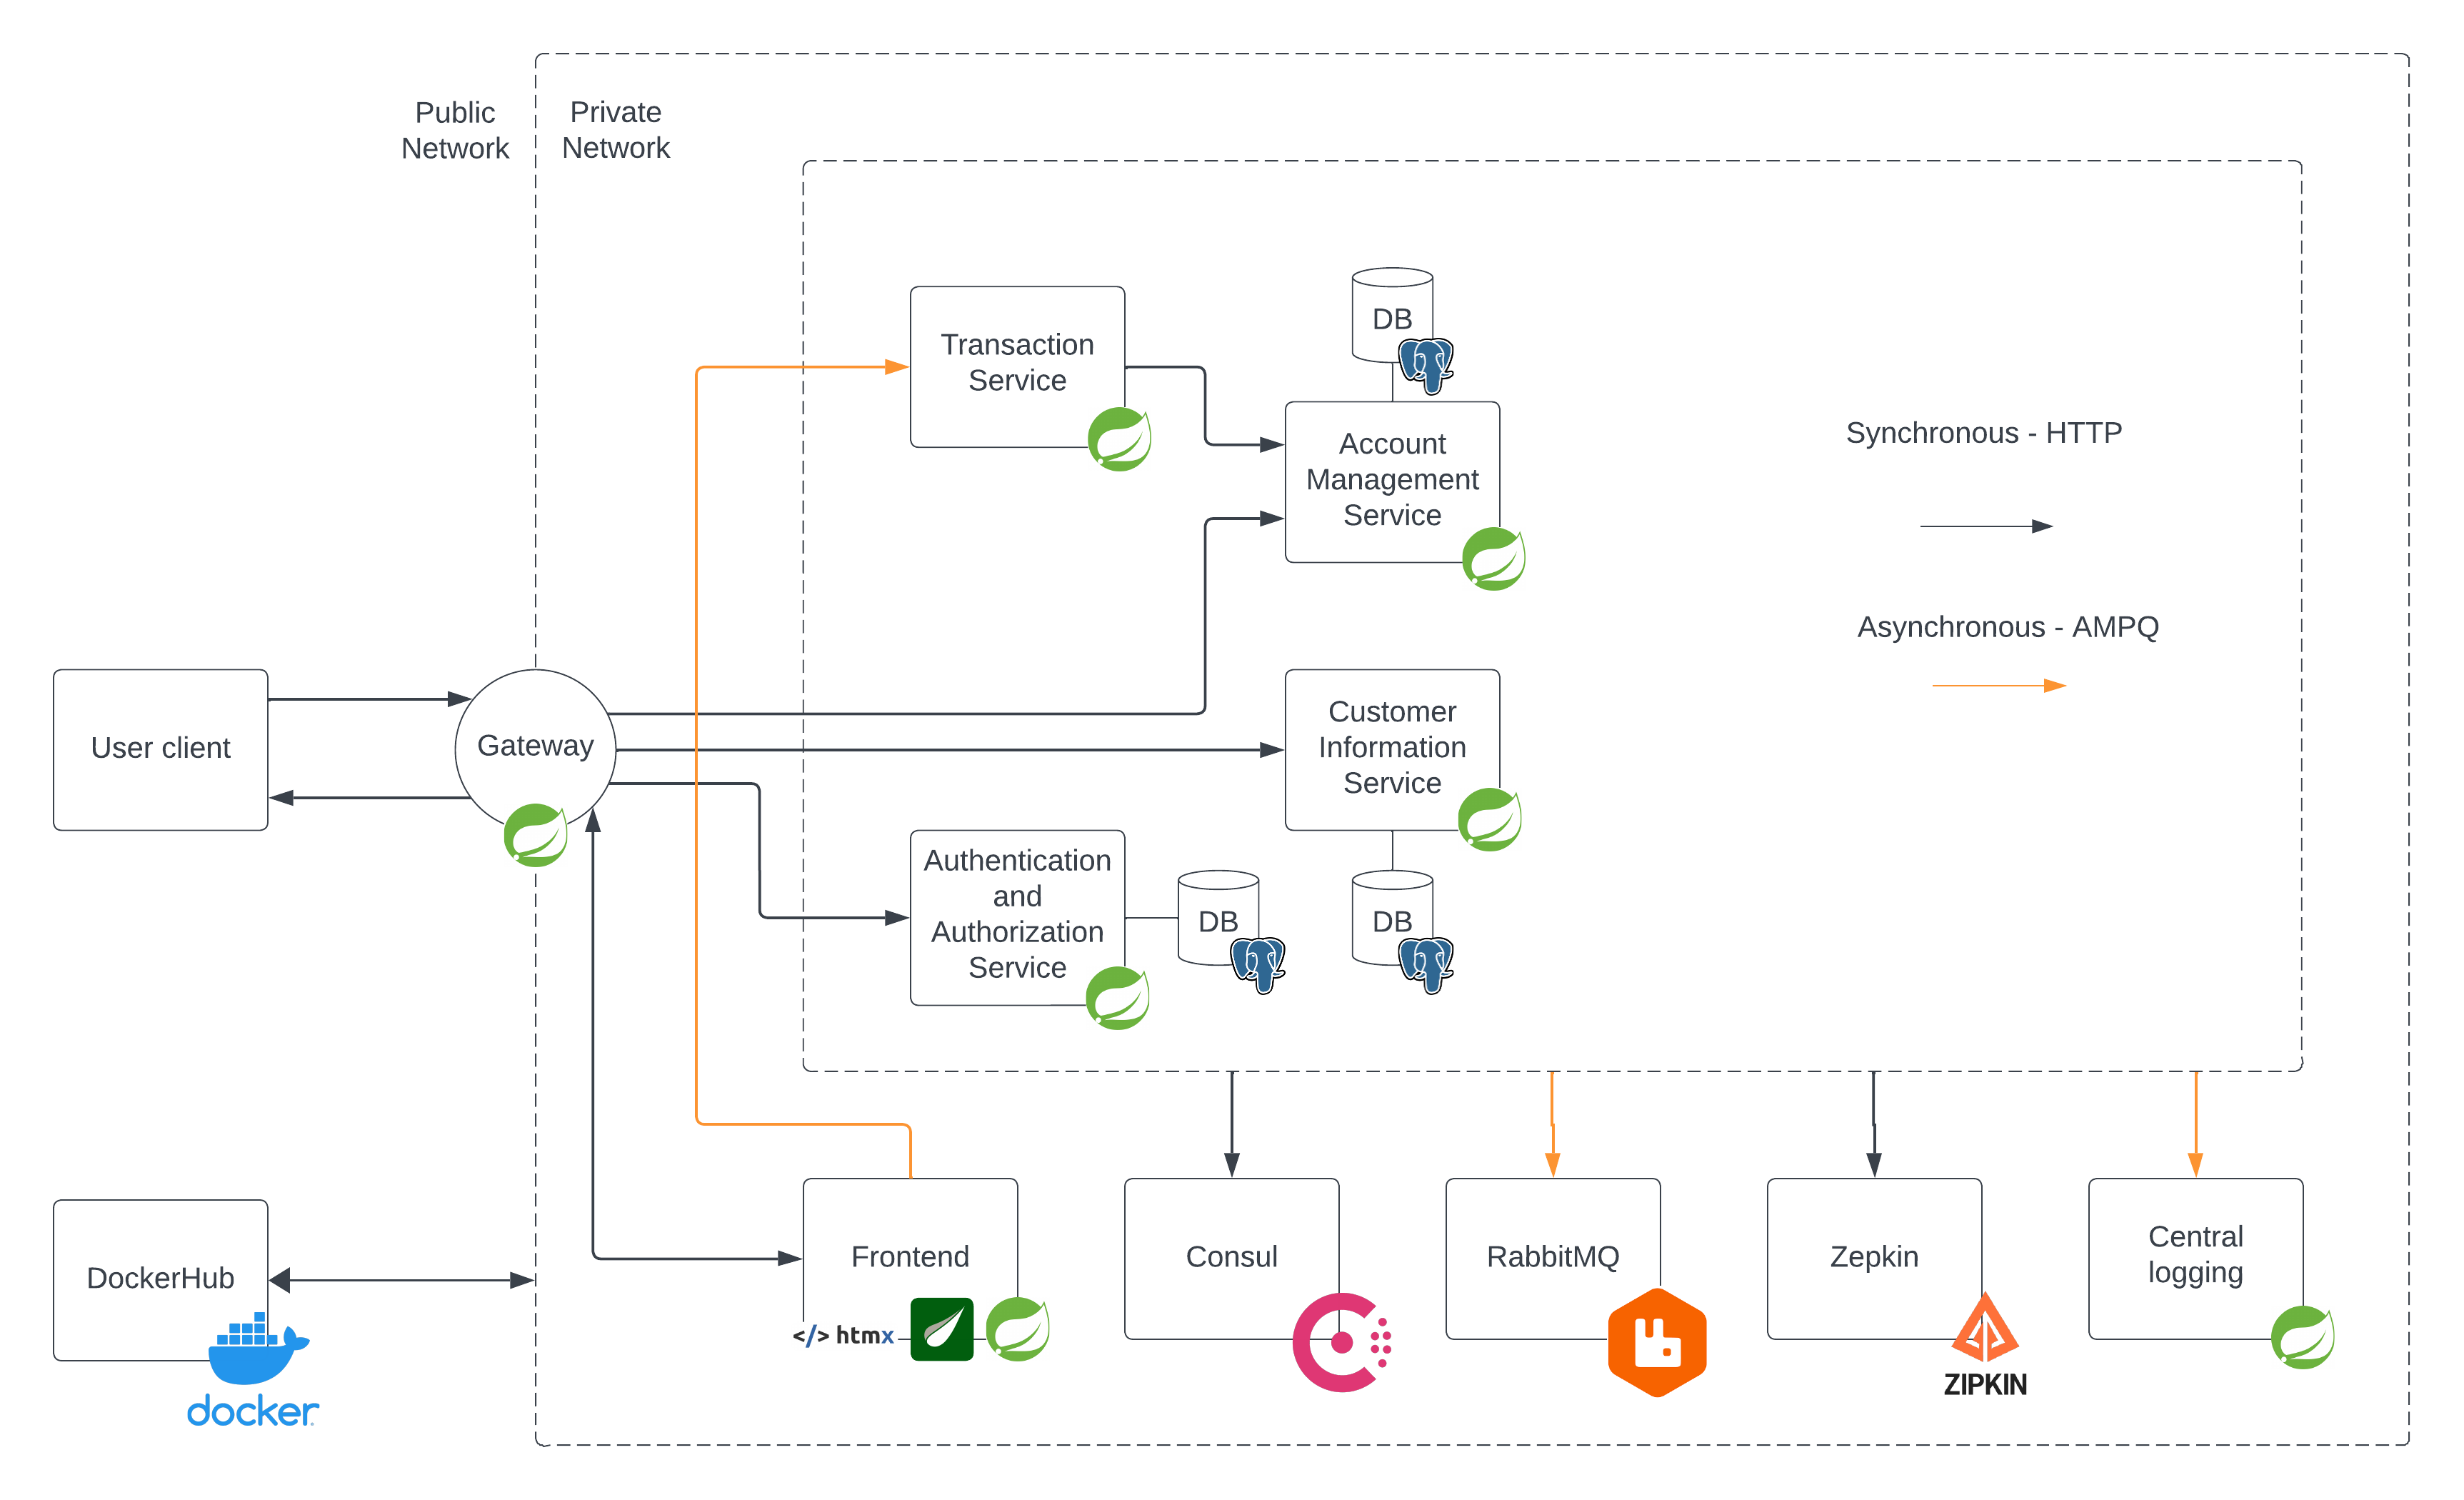 Public
Network
Private
Network
Transaction
Service
DB
Account
Management
Service
Synchronous - HTTP
Asynchronous - AMPQ
User client
Gateway
Customer
Information
Service
Authentication
and
Authorization
Service
DB
DB
DockerHub
docker
Frontend
</> htmx
Consul
RabbitMQ
Zepkin
ZIPKIN
Central
logging